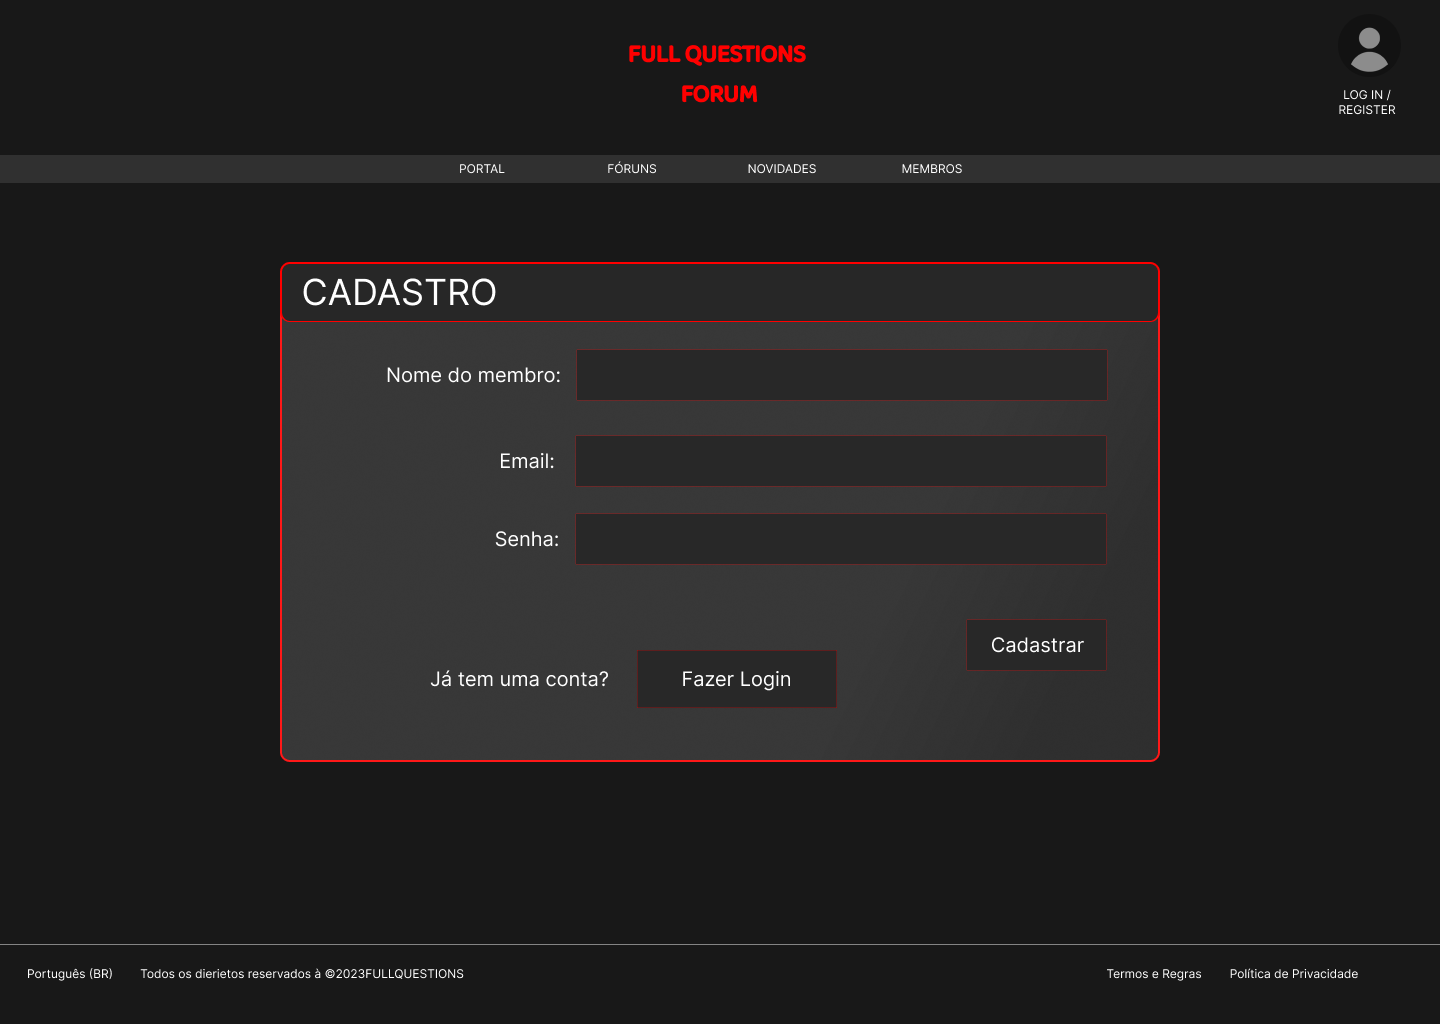 FULL QUESTIONS
FORUM
LOG IN /
REGISTER
PORTAL FÓRUNS NOVIDADES MEMBROS
CADASTRO
Nome do membro:
Email:
Senha:
Cadastrar
Já tem uma conta? Fazer Login
Português (BR) Todos os dierietos reservados à ©2023FULLQUESTIONS Termos e Regras Política de Privacidade